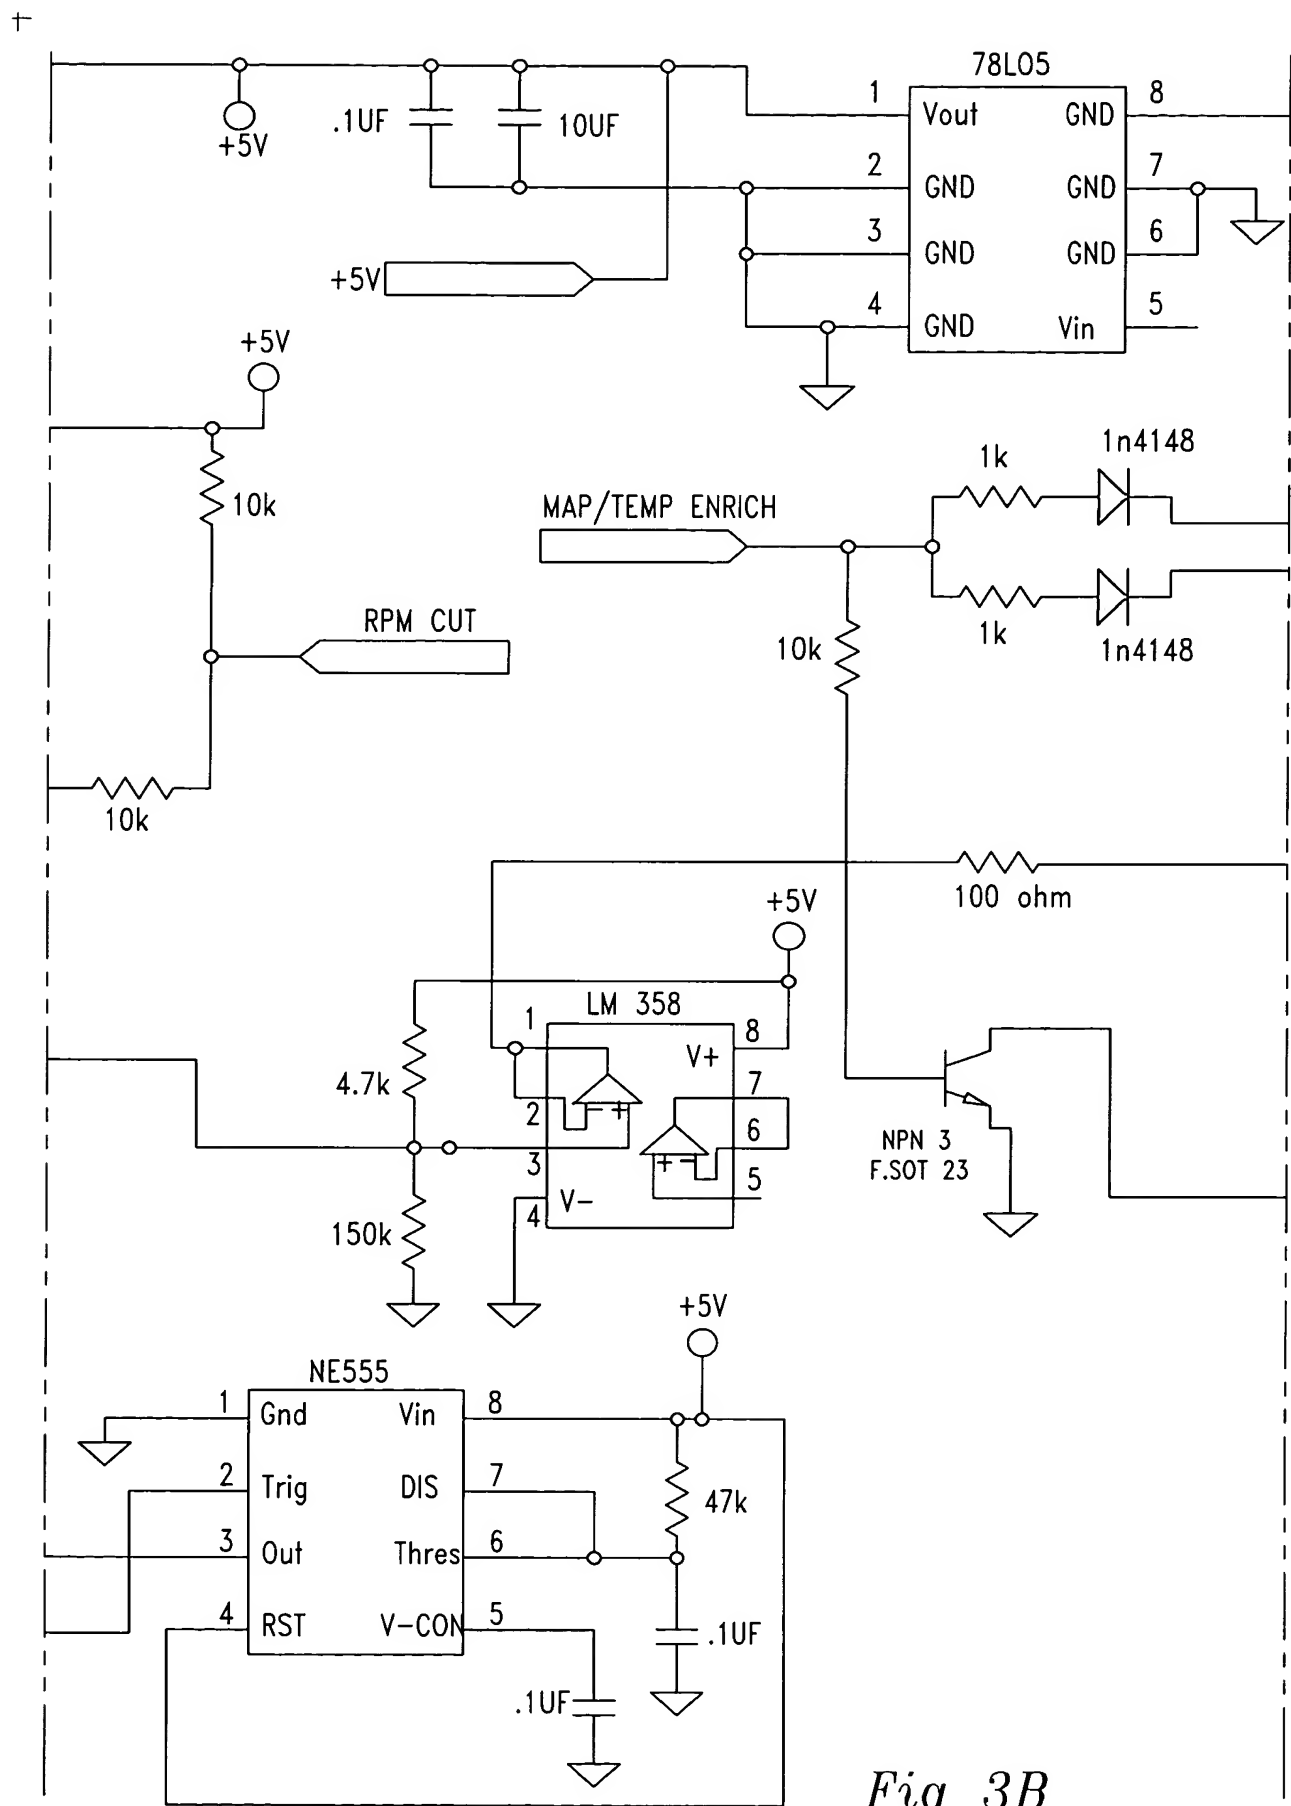 78L05
1 Vout GND 8
.1UF 10UF
+5V
2 GND GND 7
3 GND GND 6
+5V
4 GND Vin 5
+5V
10k
MAP/TEMP ENRICH
1k 1n4148
RPM CUT
10k
1k 1n4148
10k
100 ohm
+5V
LM 358
1 V+ 8
4.7k
2 - + 7
3 + - 6
4 V- 5
150k
NPN 3
F.SOT 23
+5V
NE555
1 Gnd Vin 8
2 Trig DIS 7
47k
3 Out Thres 6
4 RST V-CON 5
.1UF
.1UF
Fig 3B